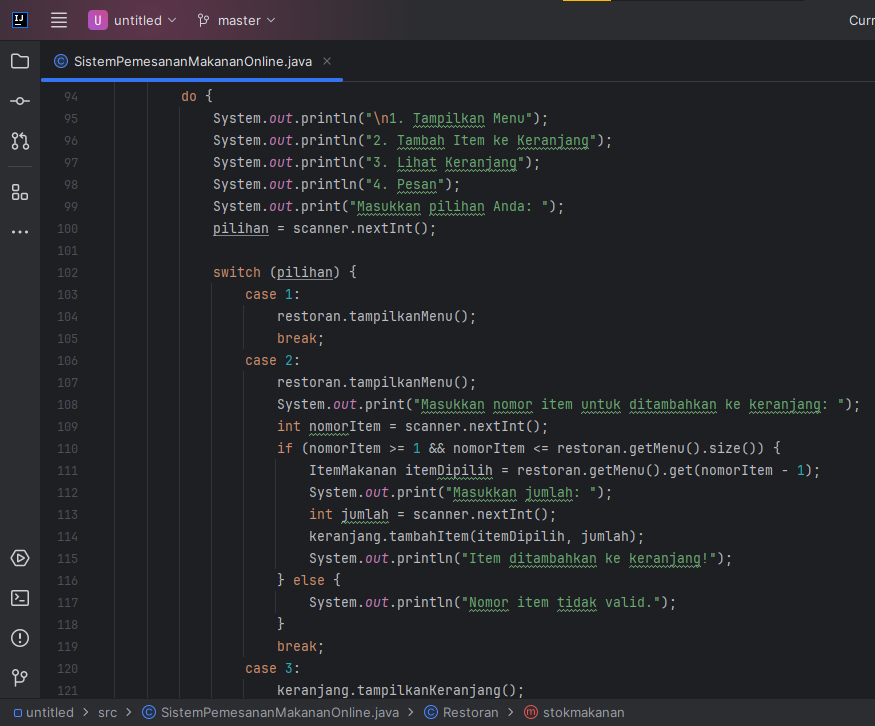 IJ
U untitled master Curr
SistemPemesananMakananOnline.java
94 do {
95 System.out.println("\n1. Tampilkan Menu");
96 System.out.println("2. Tambah Item ke Keranjang");
97 System.out.println("3. Lihat Keranjang");
98 System.out.println("4. Pesan");
99 System.out.print("Masukkan pilihan Anda: ");
100 pilihan = scanner.nextInt();
101
102 switch (pilihan) {
103 case 1:
104 restoran.tampilkanMenu();
105 break;
106 case 2:
107 restoran.tampilkanMenu();
108 System.out.print("Masukkan nomor item untuk ditambahkan ke keranjang: ");
109 int nomorItem = scanner.nextInt();
110 if (nomorItem >= 1 && nomorItem <= restoran.getMenu().size()) {
111 ItemMakanan itemDipilih = restoran.getMenu().get(nomorItem - 1);
112 System.out.print("Masukkan jumlah: ");
113 int jumlah = scanner.nextInt();
114 keranjang.tambahItem(itemDipilih, jumlah);
115 System.out.println("Item ditambahkan ke keranjang!");
116 } else {
117 System.out.println("Nomor item tidak valid.");
118 }
119 break;
120 case 3:
121 keranjang.tampilkanKeranjang();
untitled > src > SistemPemesananMakananOnline.java > Restoran > stokmakanan